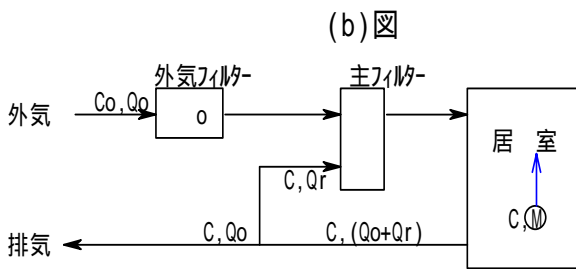 (b)図
外気フィルター
主フィルター
外気
Co,Qo
o
居 室
C,Qr
C,M
排気
C,Qo
C,(Qo+Qr)